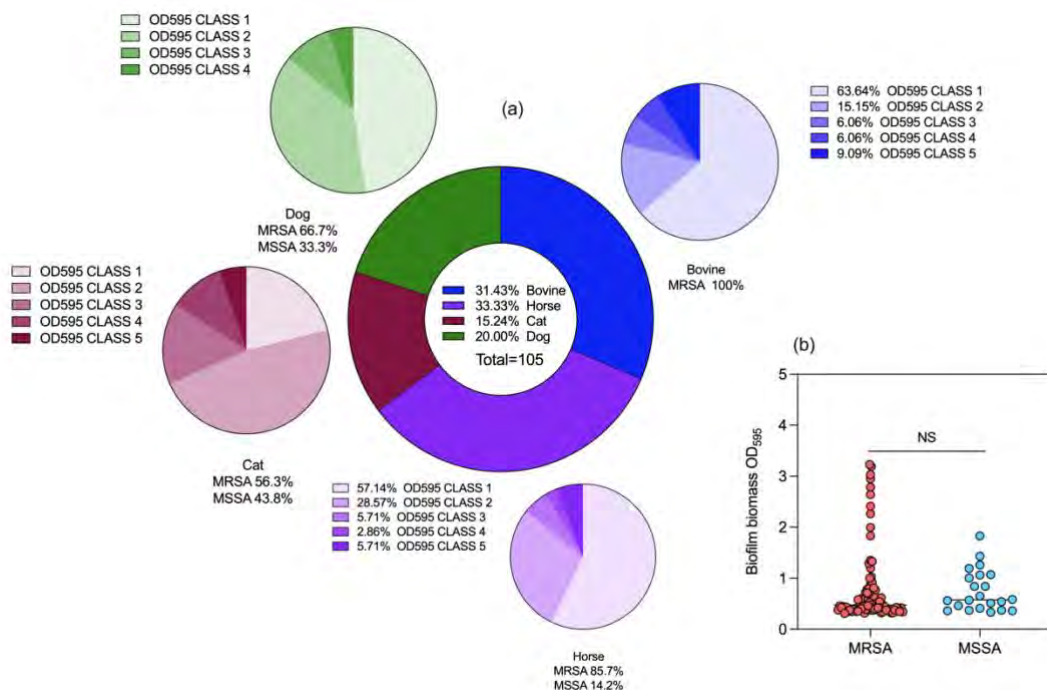 OD595 CLASS 1
OD595 CLASS 2
OD595 CLASS 3
OD595 CLASS 4
(a)
63.64% OD595 CLASS 1
15.15% OD595 CLASS 2
6.06% OD595 CLASS 3
6.06% OD595 CLASS 4
9.09% OD595 CLASS 5
Dog
MRSA 66.7%
MSSA 33.3%
Bovine
MRSA 100%
OD595 CLASS 1
OD595 CLASS 2
OD595 CLASS 3
OD595 CLASS 4
OD595 CLASS 5
31.43% Bovine
33.33% Horse
15.24% Cat
20.00% Dog
Total=105
Cat
MRSA 56.3%
MSSA 43.8%
57.14% OD595 CLASS 1
28.57% OD595 CLASS 2
5.71% OD595 CLASS 3
2.86% OD595 CLASS 4
5.71% OD595 CLASS 5
Horse
MRSA 85.7%
MSSA 14.2%
(b)
Biofilm biomass OD595
5
4
3
2
1
0
NS
MRSA
MSSA